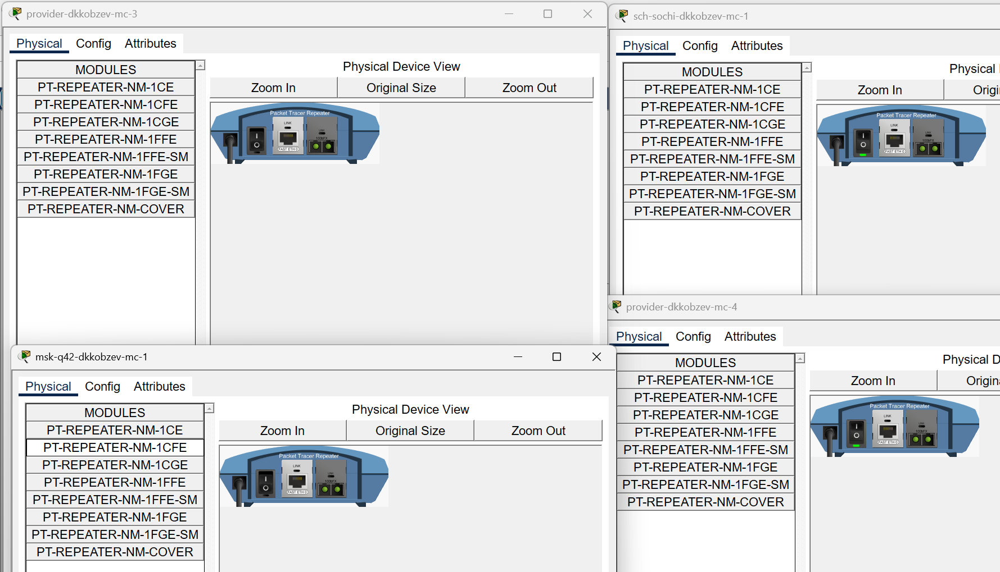 provider-dkkobzev-mc-3
Physical Config Attributes
MODULES
PT-REPEATER-NM-1CE
PT-REPEATER-NM-1CFE
PT-REPEATER-NM-1CGE
PT-REPEATER-NM-1FFE
PT-REPEATER-NM-1FFE-SM
PT-REPEATER-NM-1FGE
PT-REPEATER-NM-1FGE-SM
PT-REPEATER-NM-COVER
Physical Device View
Zoom In Original Size Zoom Out
Packet Tracer Repeater
LINK
LINK
100bFX
FAST ETH 0
sch-sochi-dkkobzev-mc-1
Physical Config Attributes
MODULES
PT-REPEATER-NM-1CE
PT-REPEATER-NM-1CFE
PT-REPEATER-NM-1CGE
PT-REPEATER-NM-1FFE
PT-REPEATER-NM-1FFE-SM
PT-REPEATER-NM-1FGE
PT-REPEATER-NM-1FGE-SM
PT-REPEATER-NM-COVER
Physical
Zoom In Origi
Packet Tracer Repeater
LINK
LINK
100bFX
FAST ETH 0
msk-q42-dkkobzev-mc-1
Physical Config Attributes
MODULES
PT-REPEATER-NM-1CE
PT-REPEATER-NM-1CFE
PT-REPEATER-NM-1CGE
PT-REPEATER-NM-1FFE
PT-REPEATER-NM-1FFE-SM
PT-REPEATER-NM-1FGE
PT-REPEATER-NM-1FGE-SM
PT-REPEATER-NM-COVER
Physical Device View
Zoom In Original Size Zoom Out
Packet Tracer Repeater
LINK
LINK
100bFX
FAST ETH 0
provider-dkkobzev-mc-4
Physical Config Attributes
MODULES
PT-REPEATER-NM-1CE
PT-REPEATER-NM-1CFE
PT-REPEATER-NM-1CGE
PT-REPEATER-NM-1FFE
PT-REPEATER-NM-1FFE-SM
PT-REPEATER-NM-1FGE
PT-REPEATER-NM-1FGE-SM
PT-REPEATER-NM-COVER
Physical D
Zoom In Origin
Packet Tracer Repeater
LINK
LINK
100bFX
FAST ETH 0